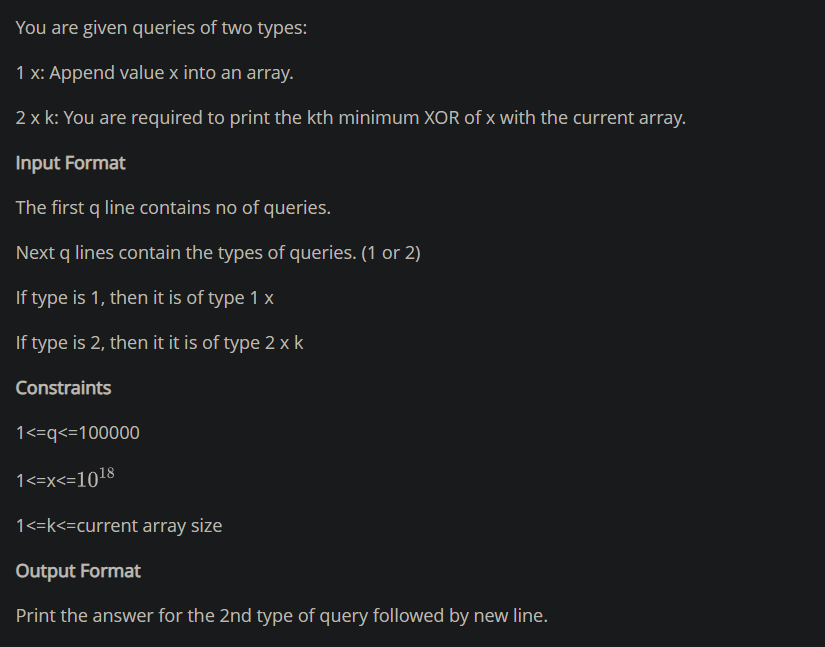 You are given queries of two types:
1 x: Append value x into an array.
2 x k: You are required to print the kth minimum XOR of x with the current array.
Input Format
The first q line contains no of queries.
Next q lines contain the types of queries. (1 or 2)
If type is 1, then it is of type 1 x
If type is 2, then it it is of type 2 x k
Constraints
1<=q<=100000
1<=x<=10^18
1<=k<=current array size
Output Format
Print the answer for the 2nd type of query followed by new line.